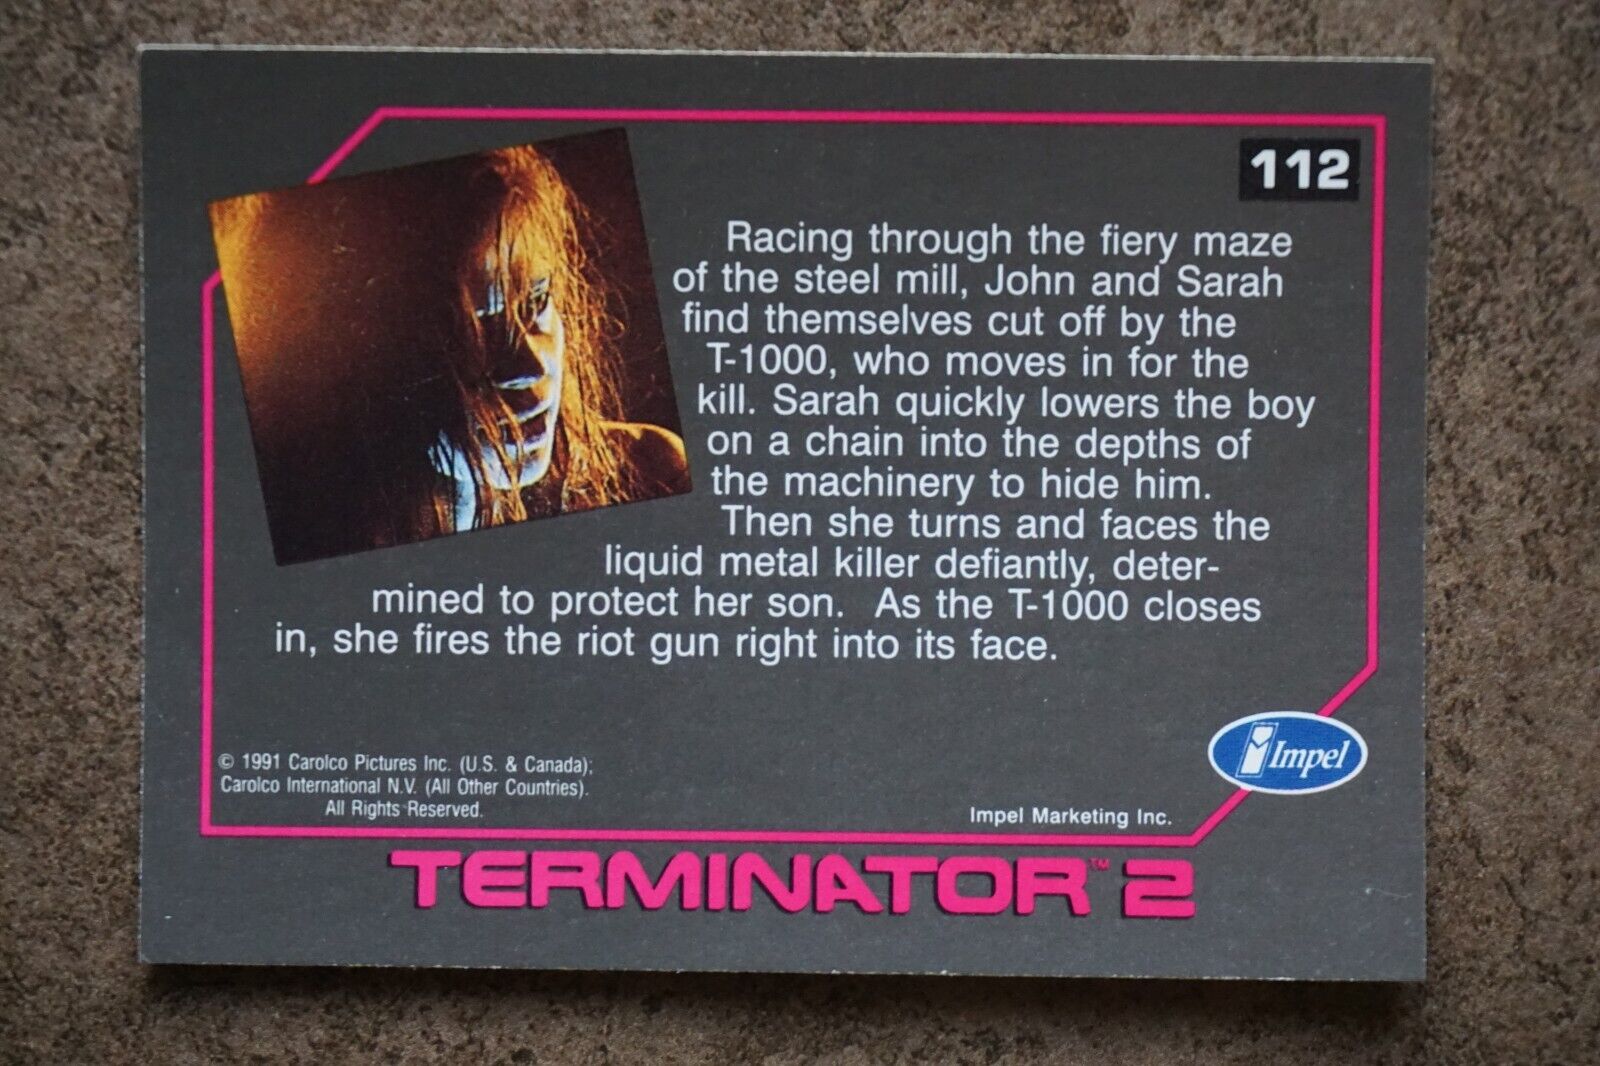 112
Racing through the fiery maze
of the steel mill, John and Sarah
find themselves cut off by the
T-1000, who moves in for the
kill. Sarah quickly lowers the boy
on a chain into the depths of
the machinery to hide him.
Then she turns and faces the
liquid metal killer defiantly, deter-
mined to protect her son. As the T-1000 closes
in, she fires the riot gun right into its face.
Impel
© 1991 Carolco Pictures Inc. (U.S. & Canada);
Carolco International N.V. (All Other Countries).
All Rights Reserved.
Impel Marketing Inc.
TERMINATOR™ 2